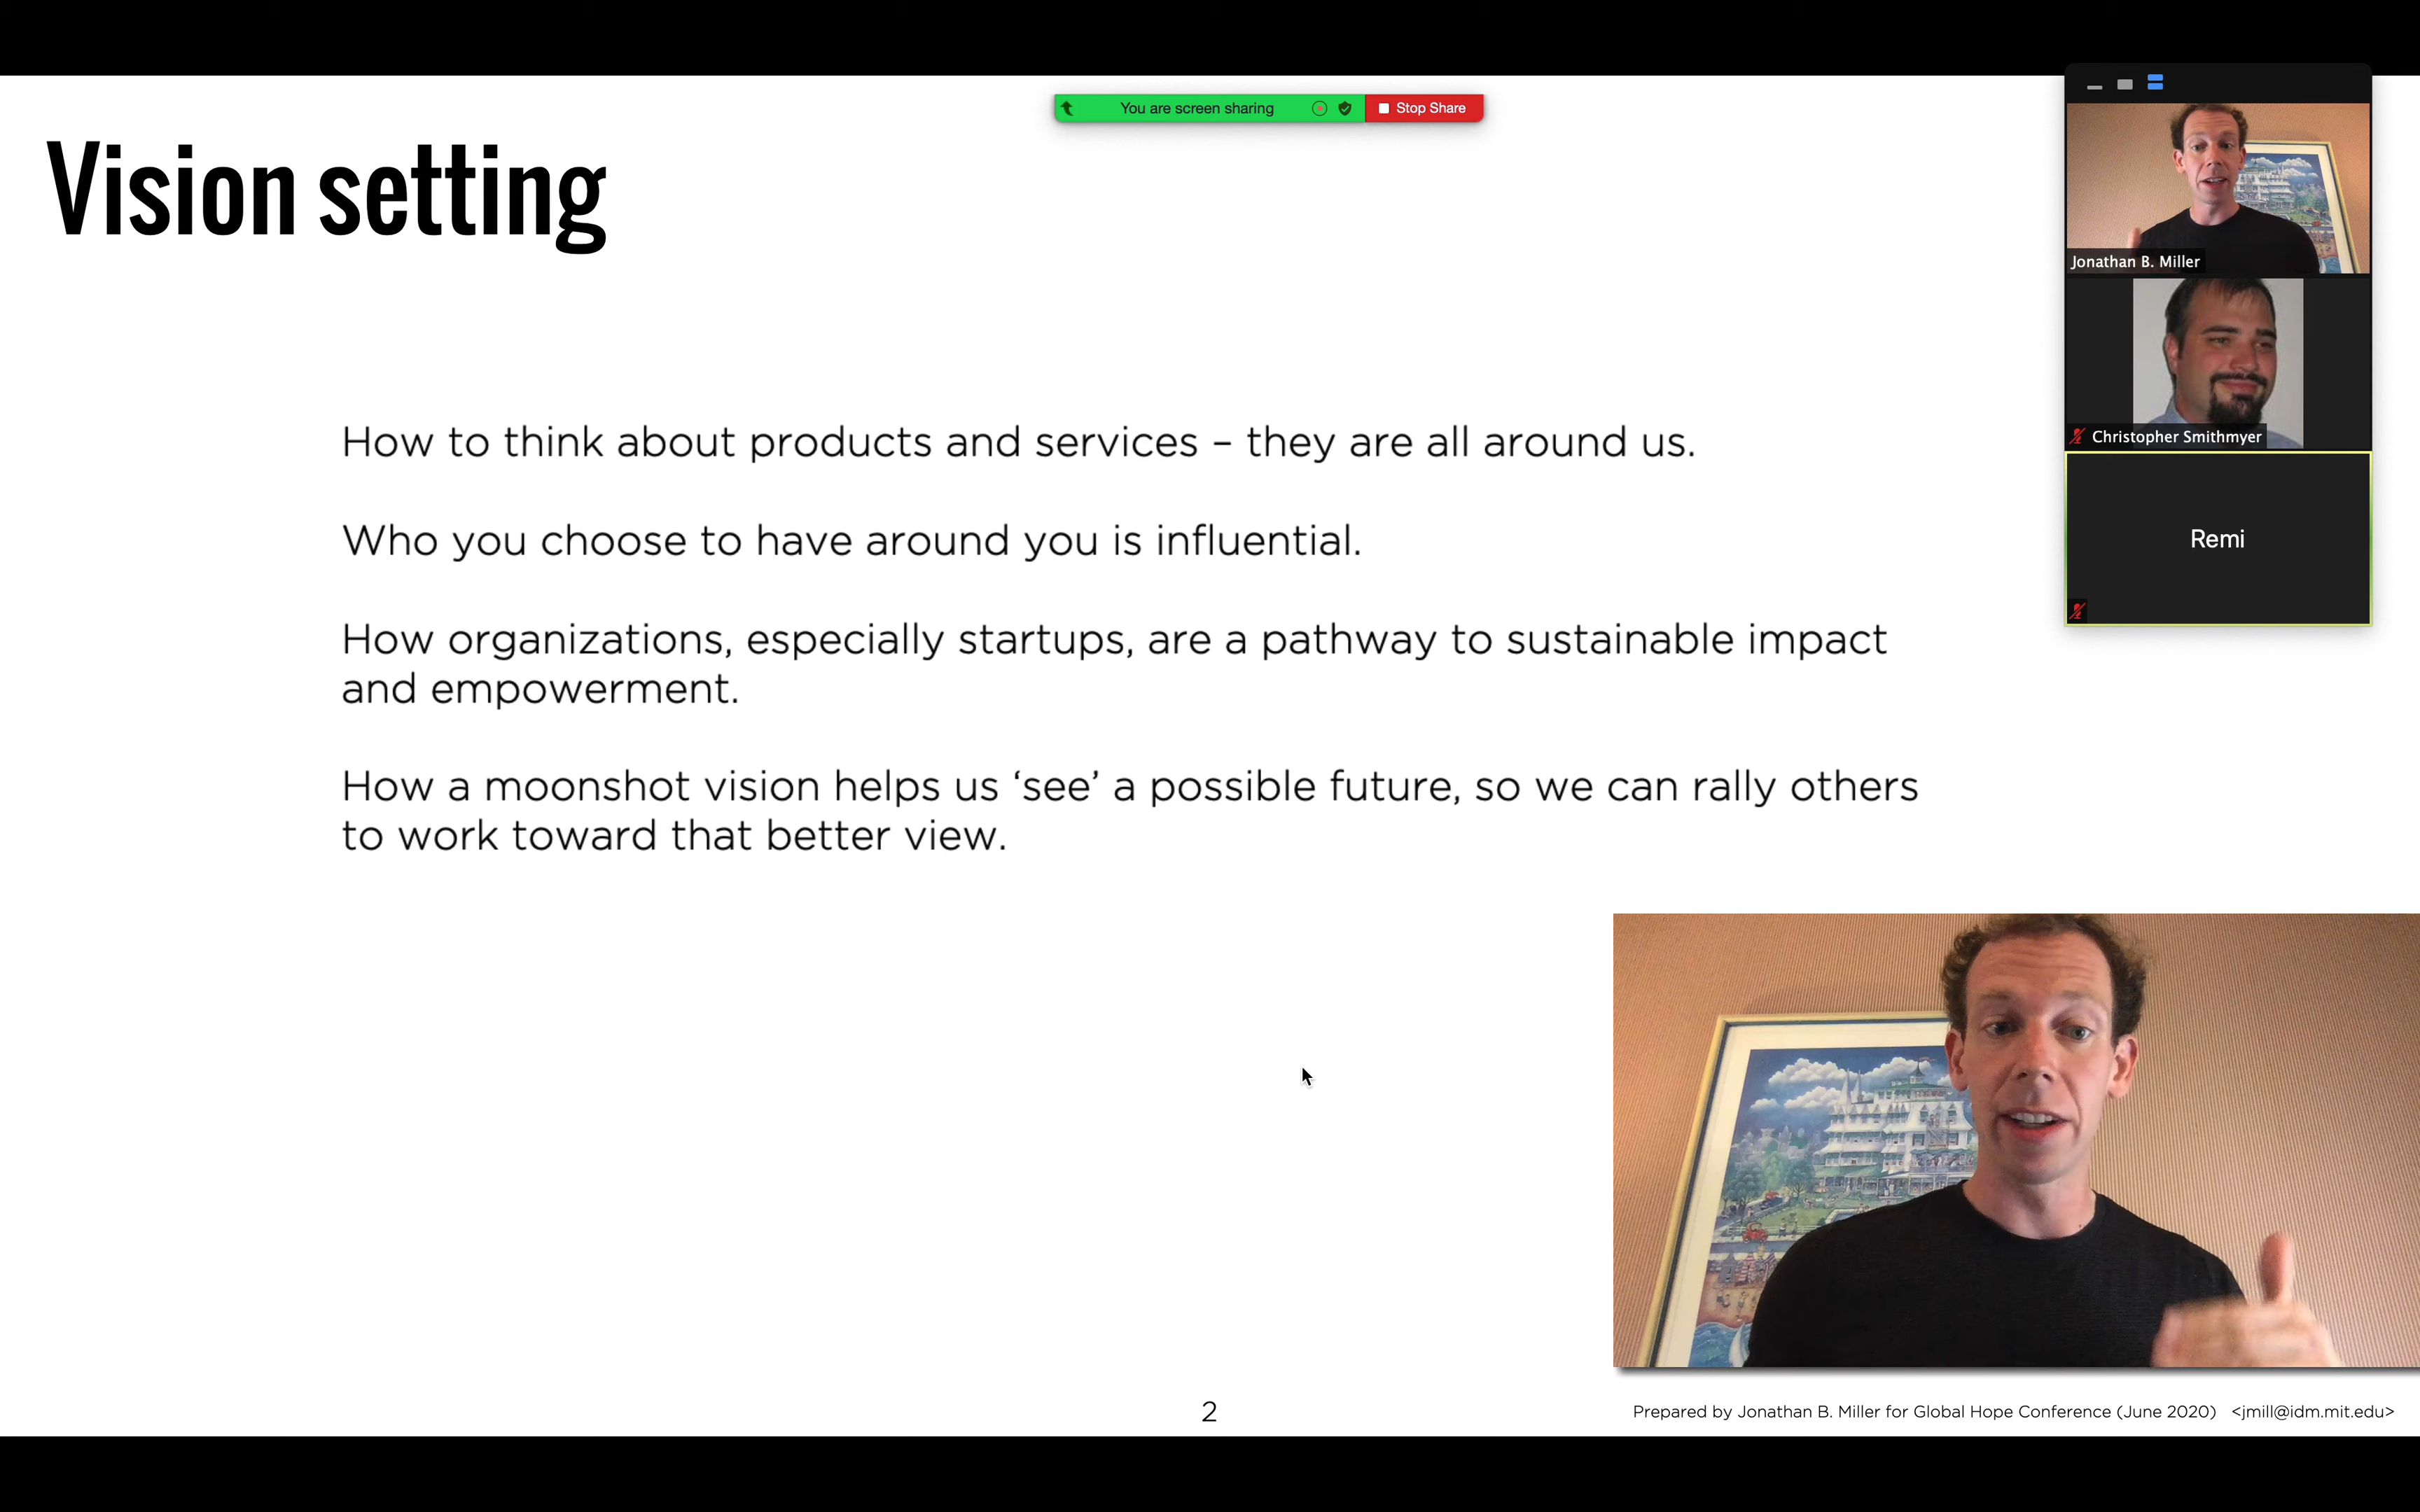 You are screen sharing
Stop Share
Vision setting
Jonathan B. Miller
Christopher Smithmyer
Remi
How to think about products and services – they are all around us.
Who you choose to have around you is influential.
How organizations, especially startups, are a pathway to sustainable impact
and empowerment.
How a moonshot vision helps us ‘see’ a possible future, so we can rally others
to work toward that better view.
2
Prepared by Jonathan B. Miller for Global Hope Conference (June 2020) <jmill@idm.mit.edu>